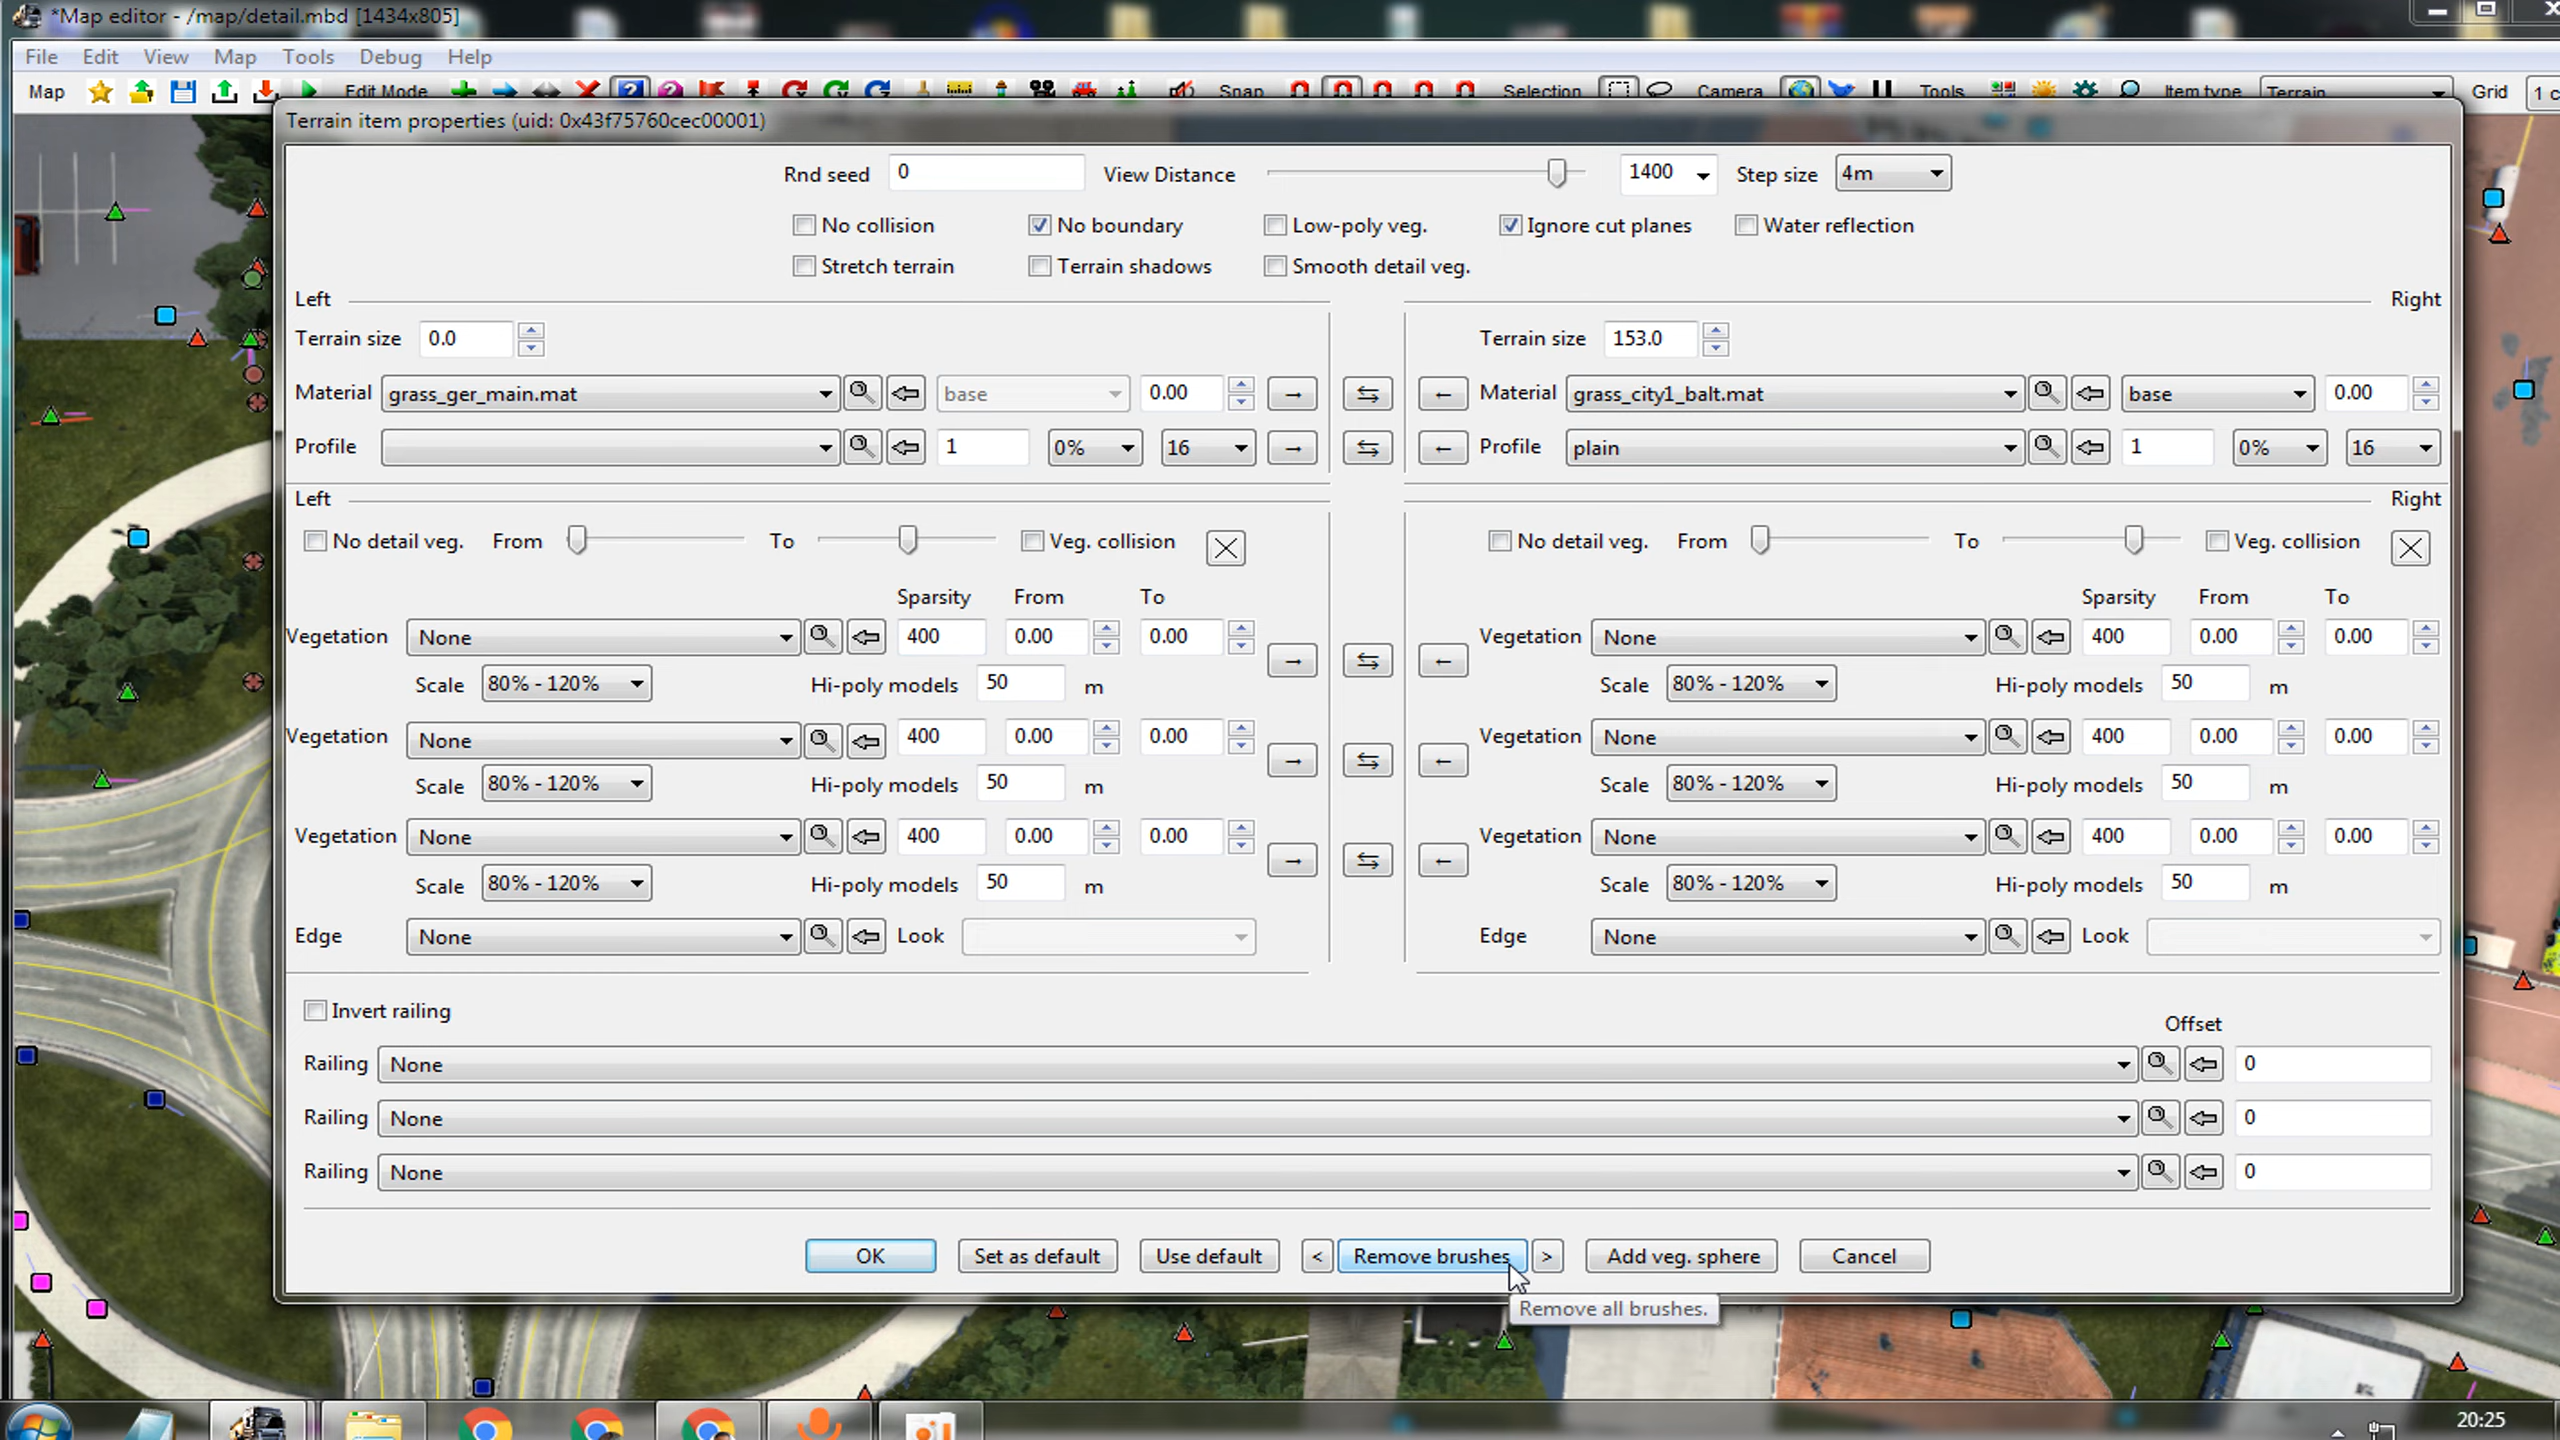 *Map editor - /map/detail.mbd [1434x805]
File Edit View Map Tools Debug Help
Map Edit Mode Snap Selection Camera Tools Item type Terrain Grid 1 c
Terrain item properties (uid: 0x43f75760cec00001)
Rnd seed 0 View Distance 1400 Step size 4m
No collision No boundary Low-poly veg. Ignore cut planes Water reflection
Stretch terrain Terrain shadows Smooth detail veg.
Left Right
Terrain size 0.0 Terrain size 153.0
Material grass_ger_main.mat base 0.00 → ⇆ ← Material grass_city1_balt.mat base 0.00
Profile 1 0% 16 → ⇆ ← Profile plain 1 0% 16
Left Right
No detail veg. From To Veg. collision No detail veg. From To Veg. collision
Sparsity From To Sparsity From To
Vegetation None 400 0.00 0.00 → ⇆ ← Vegetation None 400 0.00 0.00
Scale 80% - 120% Hi-poly models 50 m Scale 80% - 120% Hi-poly models 50 m
Vegetation None 400 0.00 0.00 → ⇆ ← Vegetation None 400 0.00 0.00
Scale 80% - 120% Hi-poly models 50 m Scale 80% - 120% Hi-poly models 50 m
Vegetation None 400 0.00 0.00 → ⇆ ← Vegetation None 400 0.00 0.00
Scale 80% - 120% Hi-poly models 50 m Scale 80% - 120% Hi-poly models 50 m
Edge None Look Edge None Look
Invert railing
Offset
Railing None 0
Railing None 0
Railing None 0
OK Set as default Use default < Remove brushes > Add veg. sphere Cancel
Remove all brushes.
20:25